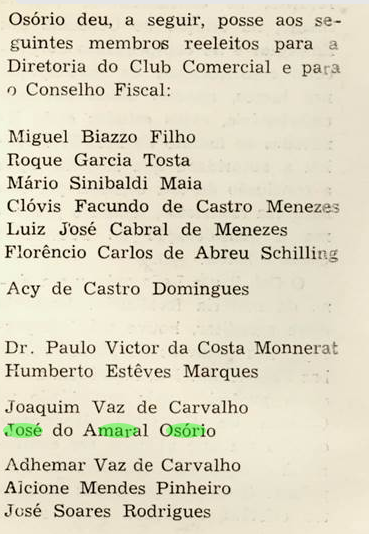 Osório deu, a seguir, posse aos se-
guintes membros reeleitos para a
Diretoria do Club Comercial e para
o Conselho Fiscal:
Miguel Biazzo Filho
Roque Garcia Tosta
Mário Sinibaldi Maia
Clóvis Facundo de Castro Menezes
Luiz José Cabral de Menezes
Florêncio Carlos de Abreu Schilling
Acy de Castro Domingues
Dr. Paulo Victor da Costa Monnerat
Humberto Estêves Marques
Joaquim Vaz de Carvalho
José do Amaral Osório
Adhemar Vaz de Carvalho
Alcione Mendes Pinheiro
José Soares Rodrigues